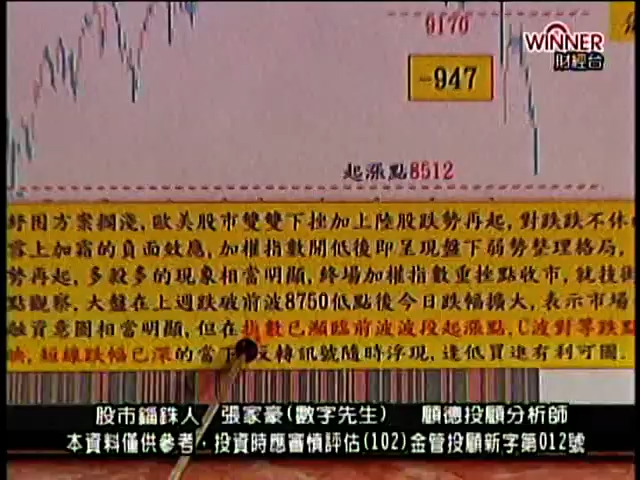 9170
WINNER
財經台
-947
起漲點8512
紓困方案擱淺,歐美股市雙雙下挫加上陸股跌勢再起,對跌跌不休
雪上加霜的負面效應,加權指數開低後即呈現盤下弱勢整理格局,
勢再起,多殺多的現象相當明顯,終場加權指數重挫點收市,就技術
點觀察,大盤在上週跌破前波8750低點後今日跌幅擴大,表示市場
融資意圖相當明顯,但在指數已瀕臨前波波段起漲點,C波對等跌點
短線跌幅已深的當下 反轉訊號隨時浮現,逢低買進有利可圖.
股市錙銖人 張家豪(數字先生) 顧德投顧分析師
本資料僅供參考,投資時應審慎評估(102)金管投顧新字第012號